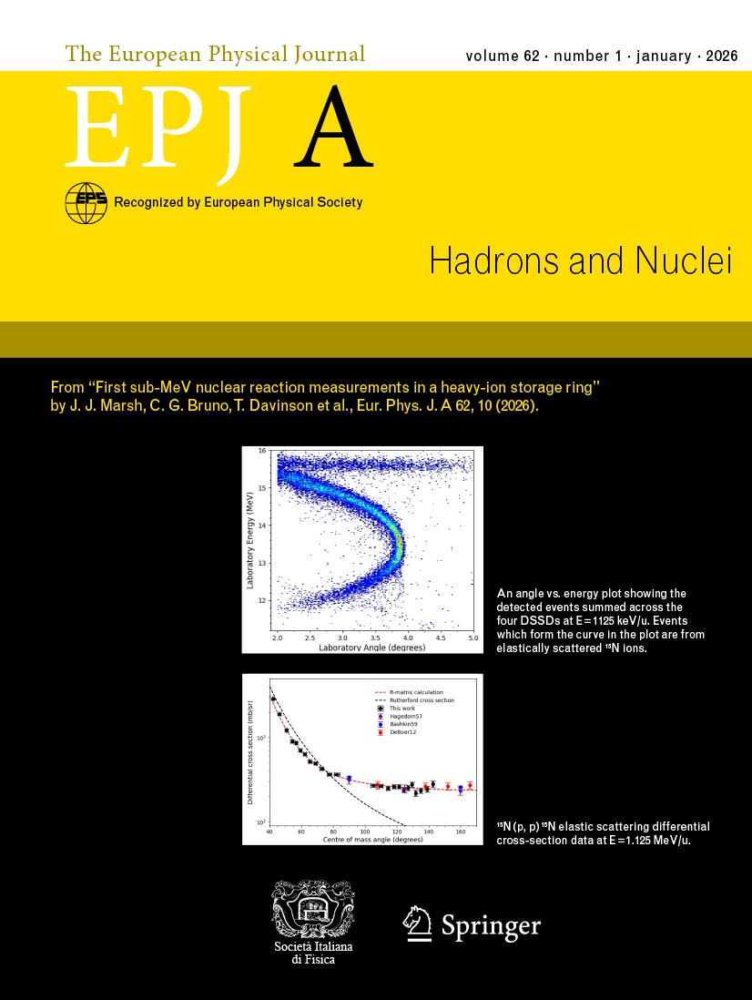 The European Physical Journal
volume 62 · number 1 · january · 2026
EPJ A
EPS
Recognized by European Physical Society
Hadrons and Nuclei
From “First sub-MeV nuclear reaction measurements in a heavy-ion storage ring”
by J. J. Marsh, C. G. Bruno, T. Davinson et al., Eur. Phys. J. A 62, 10 (2026).
16
15
14
13
12
Laboratory Energy (MeV)
2.0 2.5 3.0 3.5 4.0 4.5 5.0
Laboratory Angle (degrees)
An angle vs. energy plot showing the
detected events summed across the
four DSSDs at E=1125 keV/u. Events
which form the curve in the plot are from
elastically scattered ¹⁵N ions.
R-matrix calculation
Rutherford cross section
This work
Hagedorn57
Bashkin59
DeBoer12
Differential cross section (mb/sr)
10³
10²
40 60 80 100 120 140 160
Centre of mass angle (degrees)
¹⁵N(p, p)¹⁵N elastic scattering differential
cross-section data at E=1.125 MeV/u.
Società Italiana
di Fisica
Springer